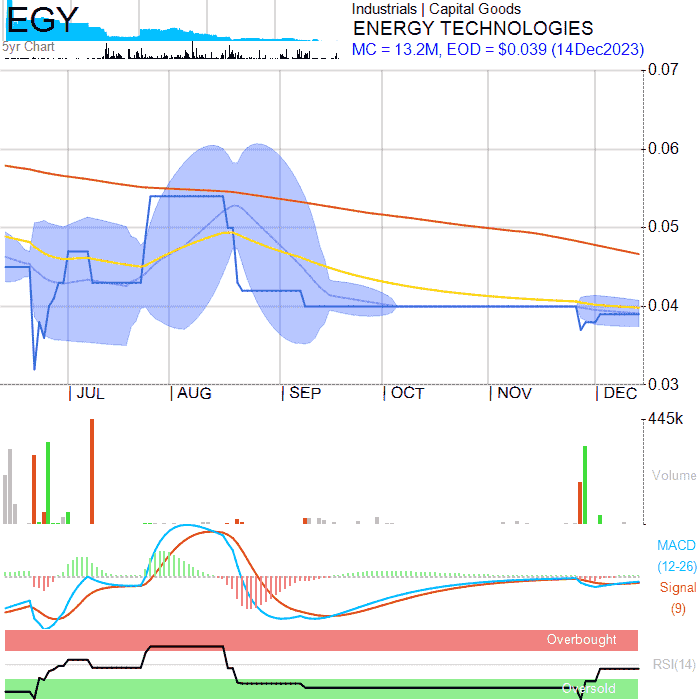 EGY
5yr Chart
Industrials | Capital Goods
ENERGY TECHNOLOGIES
MC = 13.2M, EOD = $0.039 (14Dec2023)
0.07
0.06
0.05
0.04
0.03
JUL AUG SEP OCT NOV DEC
445k
Volume
MACD
(12-26)
Signal
(9)
Overbought
RSI(14)
Oversold